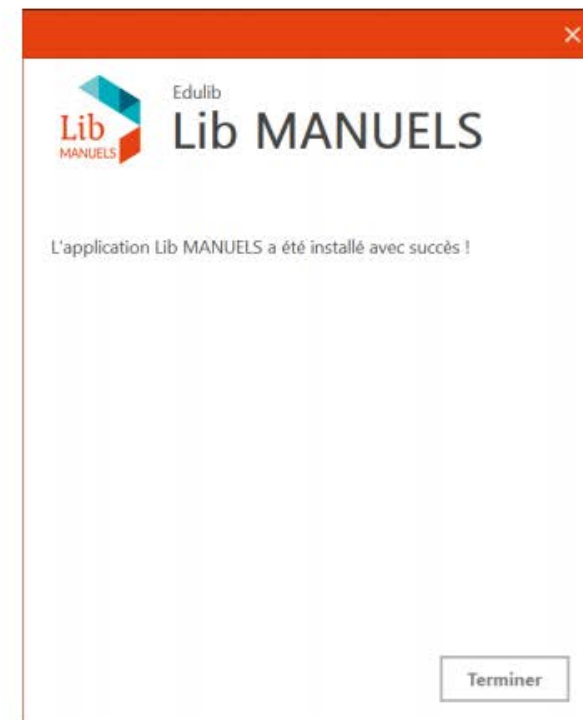 Lib
MANUELS
Edulib
Lib MANUELS
L'application Lib MANUELS a été installé avec succès !
Terminer